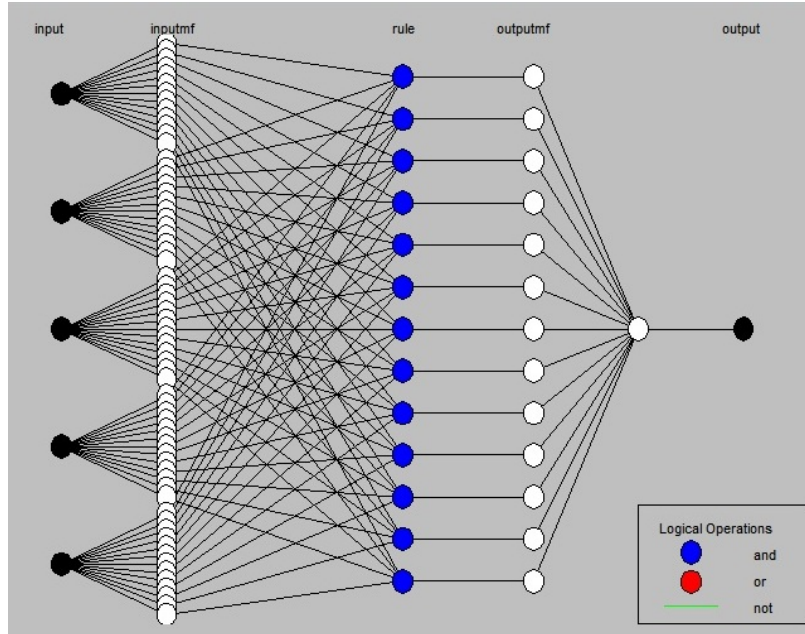 input inputmf rule outputmf output
Logical Operations
and
or
not